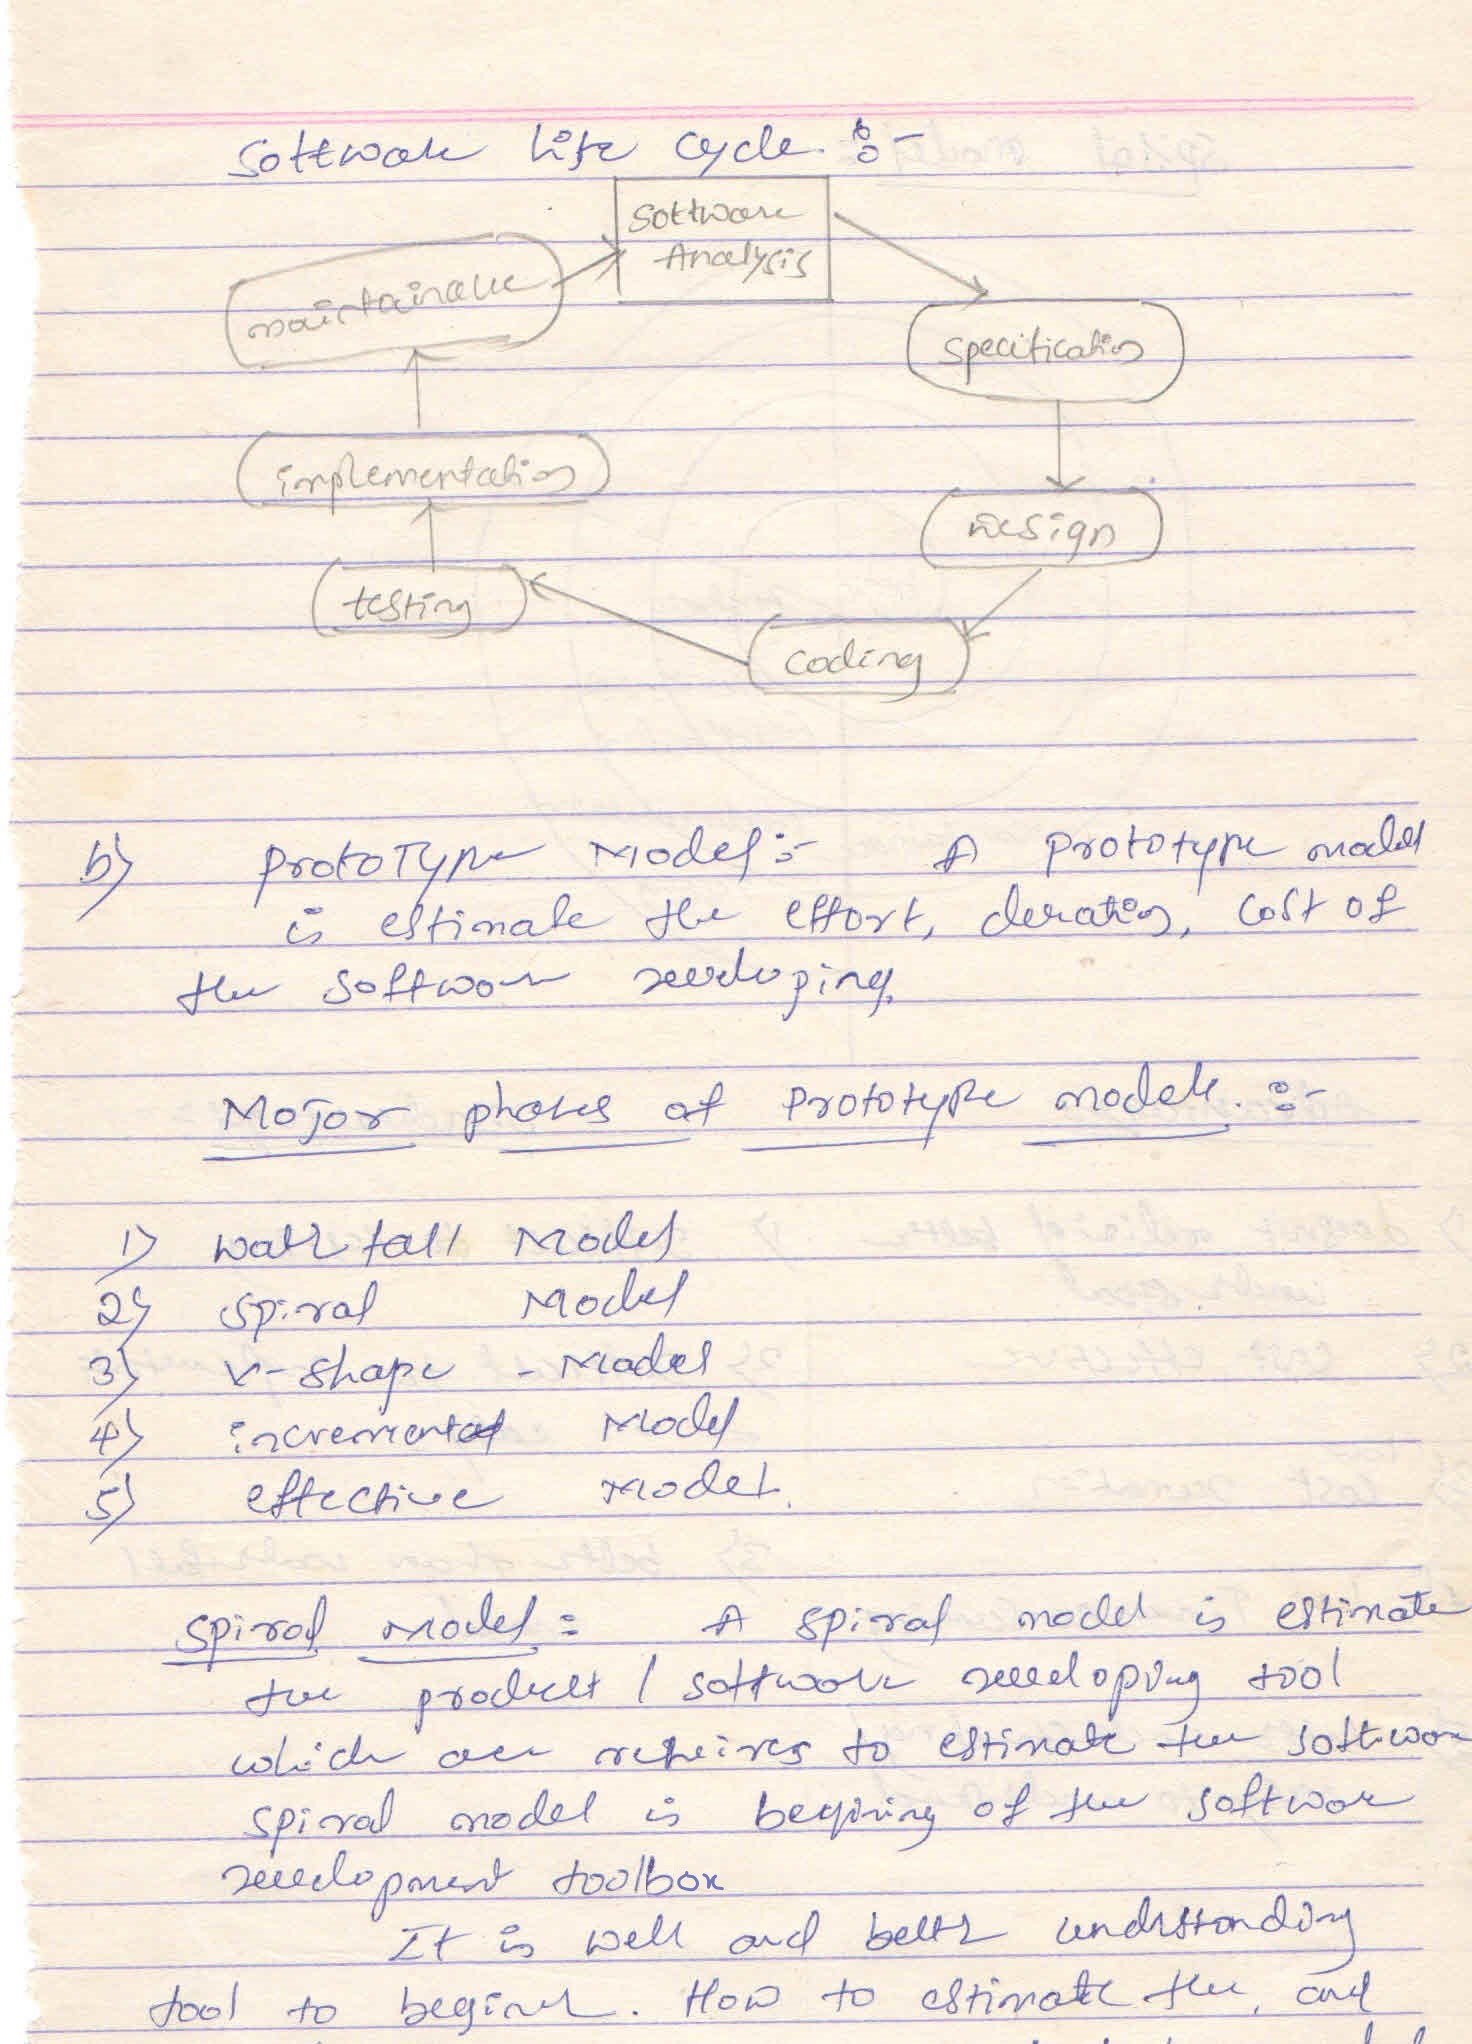 Software Life Cycle :-
Software
Analysis
maintainance
specification
implementation
Design
testing
coding
b) Prototype Model :- A prototype model
is estimate the effort, deration, cost of
the software developing.
Major phases of Prototype models. :-
1) water fall Model
2) spiral Model
3) v-shape - Model
4) incremental Model
5) effective Model.
Spiral Model := A spiral model is estimate
the product / software developing tool
which are to estimate the software
spiral model is of the software
development toolbox
It is well and better understanding
tool to beginer. How to estimate the, and